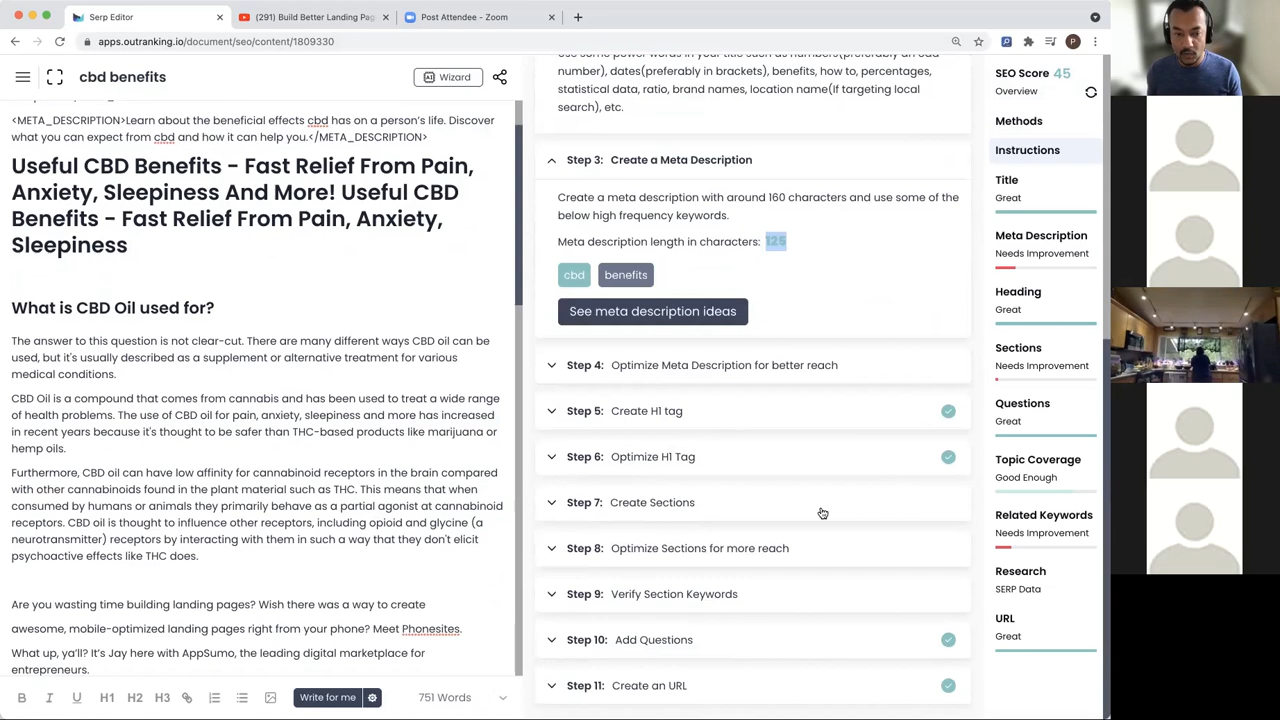 Serp Editor
(291) Build Better Landing Pag
Post Attendee - Zoom
apps.outranking.io/document/seo/content/1809330
P
cbd benefits
AI Wizard
<META_DESCRIPTION>Learn about the beneficial effects cbd has on a person's life. Discover
what you can expect from cbd and how it can help you.</META_DESCRIPTION>
Useful CBD Benefits - Fast Relief From Pain,
Anxiety, Sleepiness And More! Useful CBD
Benefits - Fast Relief From Pain, Anxiety,
Sleepiness
What is CBD Oil used for?
The answer to this question is not clear-cut. There are many different ways CBD oil can be
used, but it's usually described as a supplement or alternative treatment for various
medical conditions.
CBD Oil is a compound that comes from cannabis and has been used to treat a wide range
of health problems. The use of CBD oil for pain, anxiety, sleepiness and more has increased
in recent years because it's thought to be safer than THC-based products like marijuana or
hemp oils.
Furthermore, CBD oil can have low affinity for cannabinoid receptors in the brain compared
with other cannabinoids found in the plant material such as THC. This means that when
consumed by humans or animals they primarily behave as a partial agonist at cannabinoid
receptors. CBD oil is thought to influence other receptors, including opioid and glycine (a
neurotransmitter) receptors by interacting with them in such a way that they don't elicit
psychoactive effects like THC does.
Are you wasting time building landing pages? Wish there was a way to create
awesome, mobile-optimized landing pages right from your phone? Meet Phonesites.
What up, ya'll? It's Jay here with AppSumo, the leading digital marketplace for
entrepreneurs.
B I U H1 H2 H3
Write for me
751 Words
use some power words in your title such as numbers(preferably an odd
number), dates(preferably in brackets), benefits, how to, percentages,
statistical data, ratio, brand names, location name(If targeting local
search), etc.
Step 3: Create a Meta Description
Create a meta description with around 160 characters and use some of the
below high frequency keywords.
Meta description length in characters: 125
cbd benefits
See meta description ideas
Step 4: Optimize Meta Description for better reach
Step 5: Create H1 tag
Step 6: Optimize H1 Tag
Step 7: Create Sections
Step 8: Optimize Sections for more reach
Step 9: Verify Section Keywords
Step 10: Add Questions
Step 11: Create an URL
SEO Score 45
Overview
Methods
Instructions
Title
Great
Meta Description
Needs Improvement
Heading
Great
Sections
Needs Improvement
Questions
Great
Topic Coverage
Good Enough
Related Keywords
Needs Improvement
Research
SERP Data
URL
Great